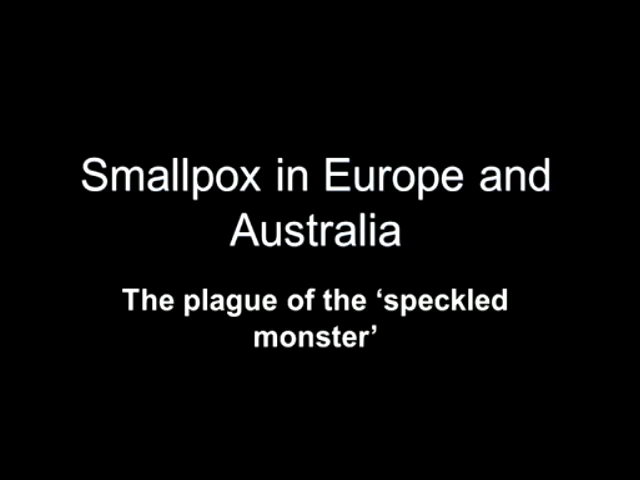 Smallpox in Europe and
Australia
The plague of the ‘speckled
monster’